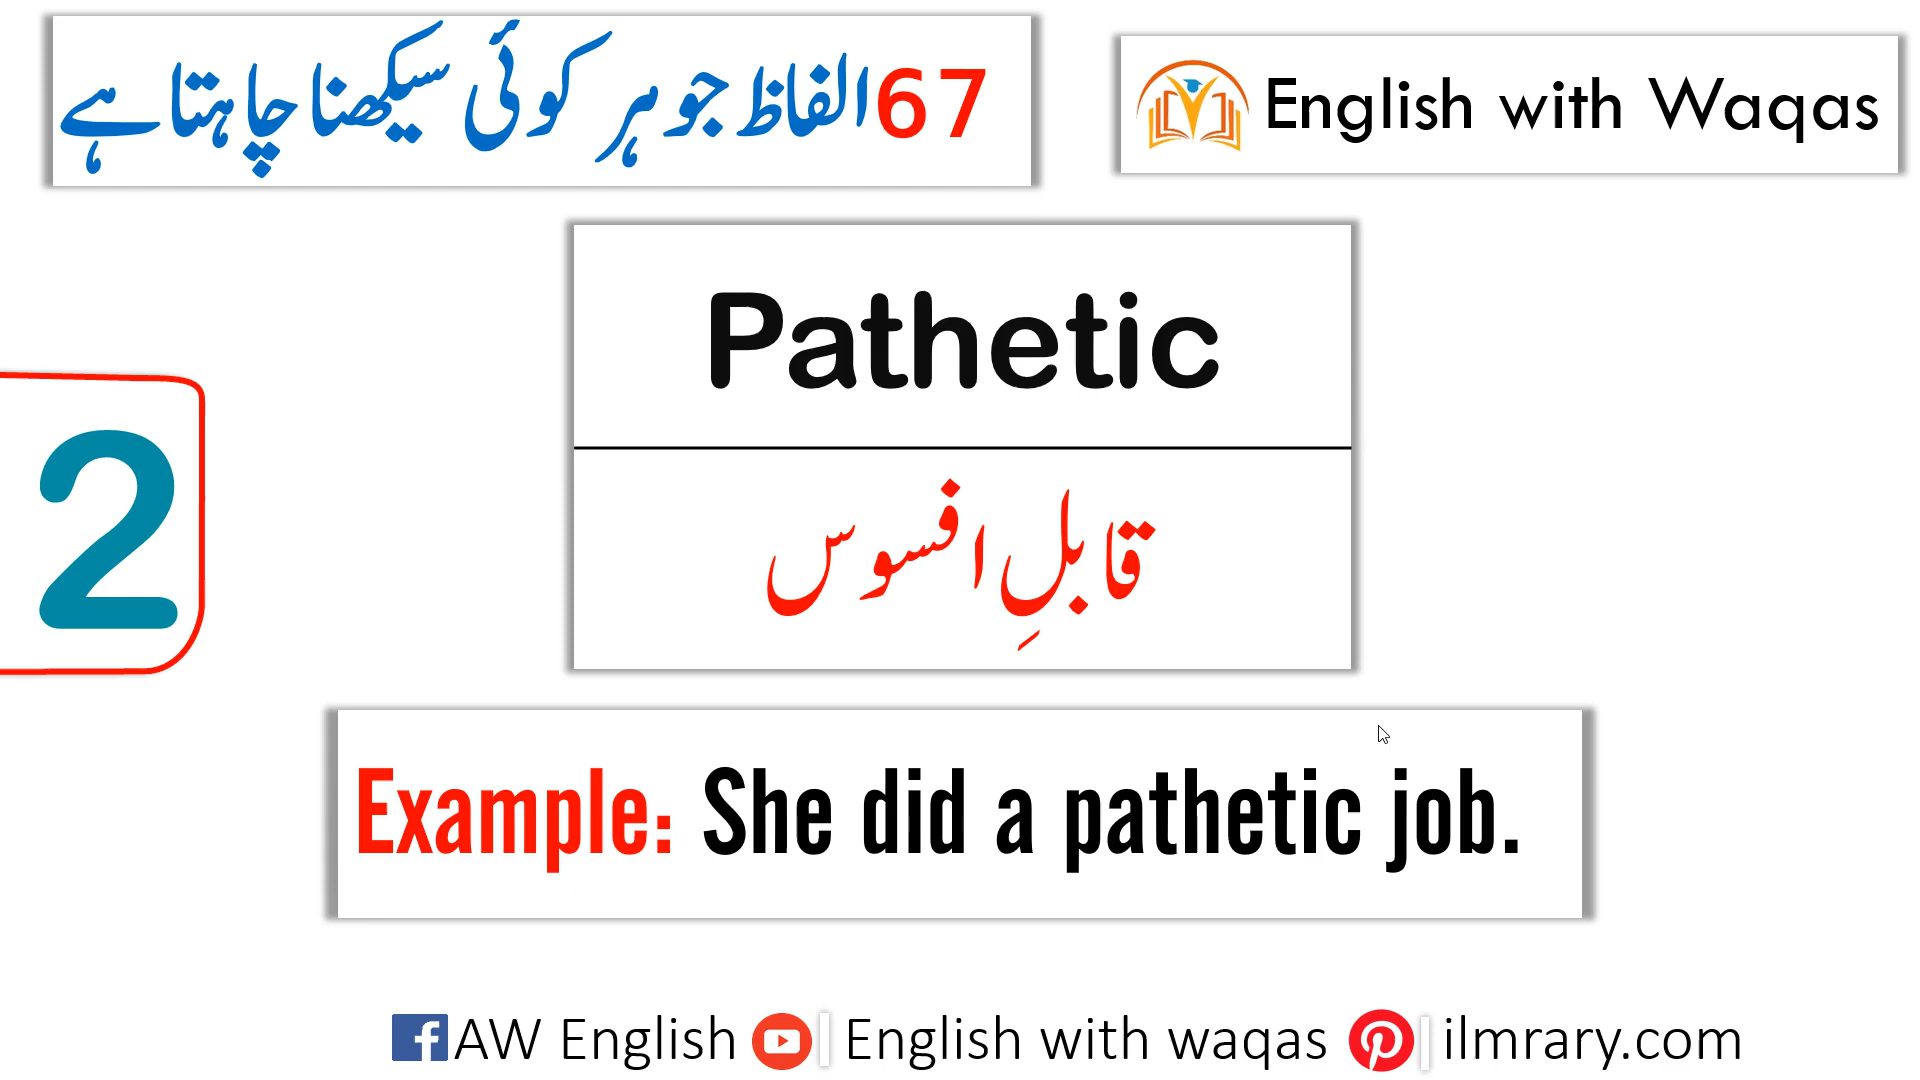 67 الفاظ جو ہر کوئی سیکھنا چاہتا ہے
English with Waqas
Pathetic
2
قابلِ افسوس
Example: She did a pathetic job.
AW English | English with waqas | ilmrary.com